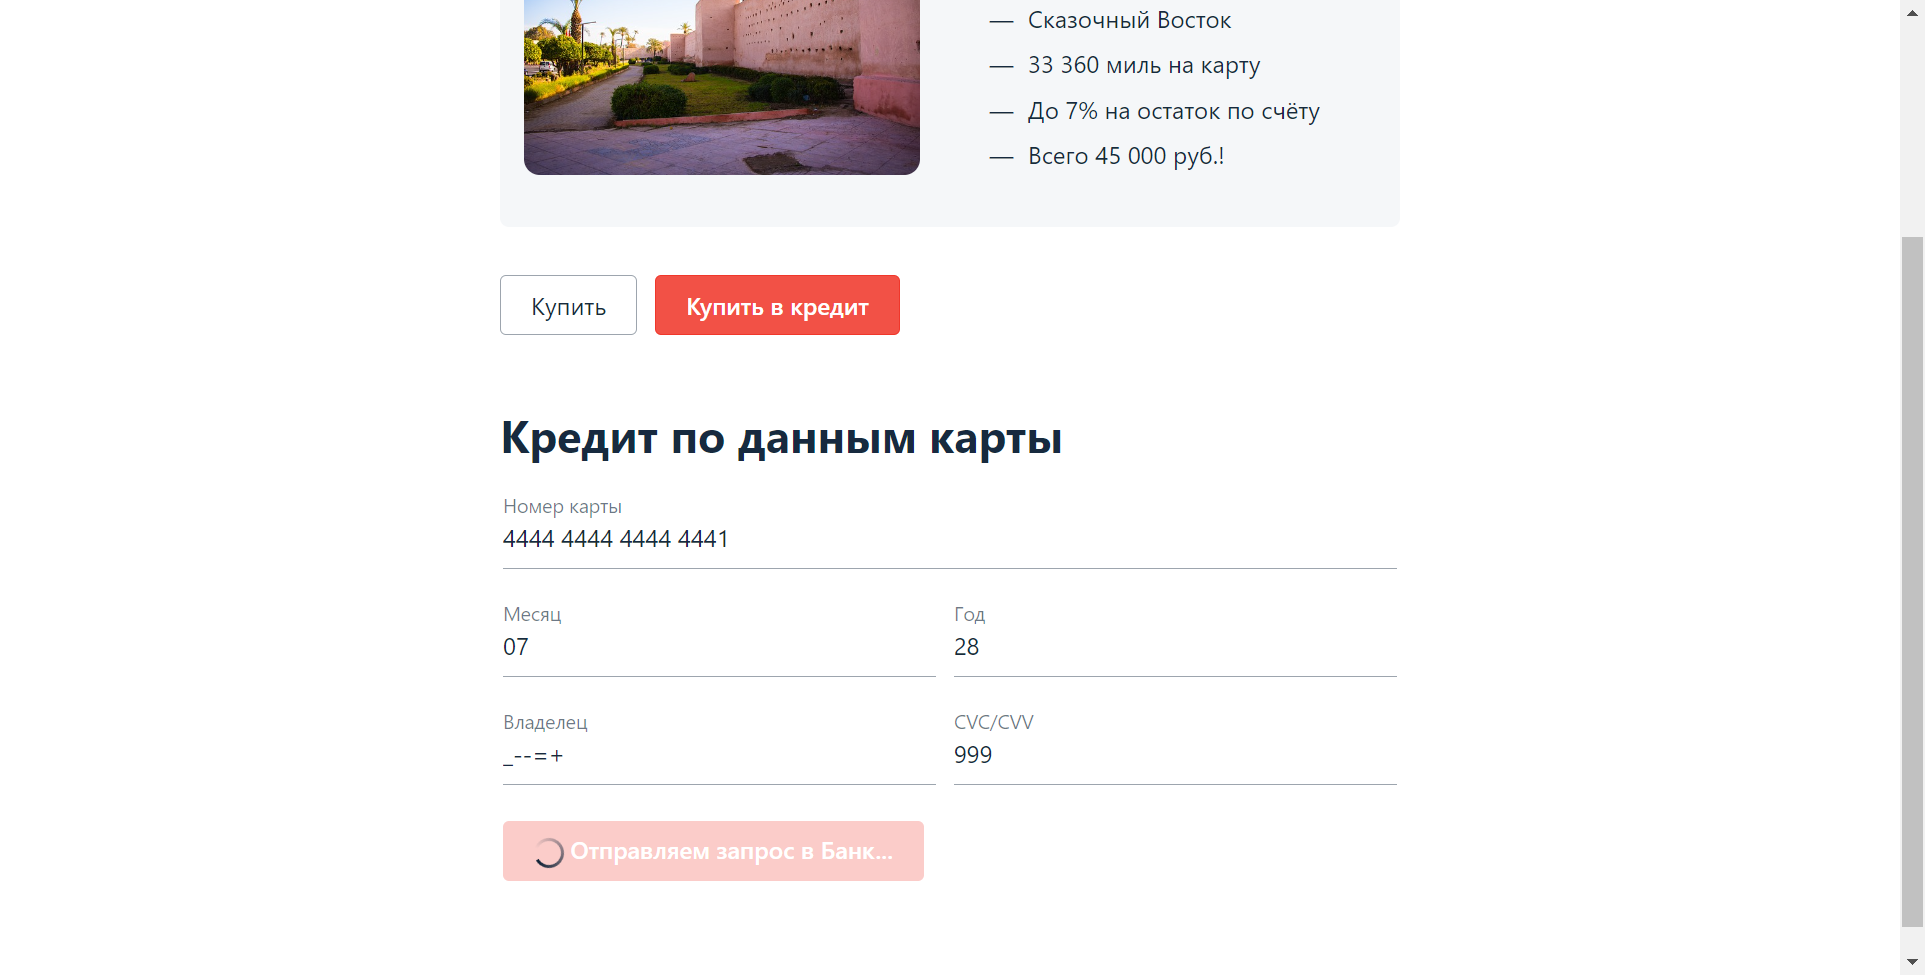 — Сказочный Восток
— 33 360 миль на карту
— До 7% на остаток по счёту
— Всего 45 000 руб.!
Купить Купить в кредит
Кредит по данным карты
Номер карты
4444 4444 4444 4441
Месяц Год
07 28
Владелец CVC/CVV
_--=+ 999
Отправляем запрос в Банк...